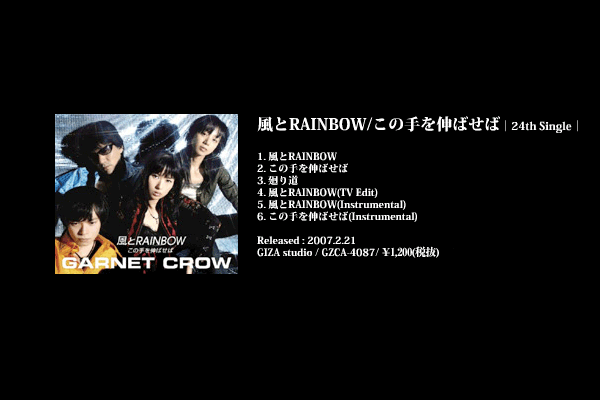 風とRAINBOW/この手を伸ばせば | 24th Single |
1. 風とRAINBOW
2. この手を伸ばせば
3. 廻り道
4. 風とRAINBOW(TV Edit)
5. 風とRAINBOW(Instrumental)
6. この手を伸ばせば(Instrumental)
Released : 2007.2.21
GIZA studio / GZCA-4087/ ￥1,200(税抜)
風とRAINBOW
この手を伸ばせば
GARNET CROW